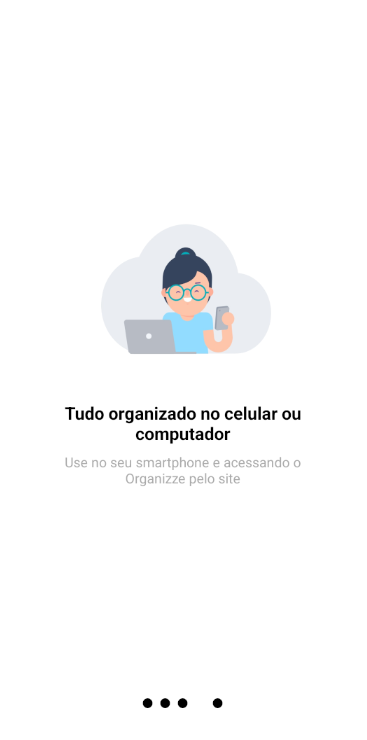 Tudo organizado no celular ou
computador
Use no seu smartphone e acessando o
Organizze pelo site